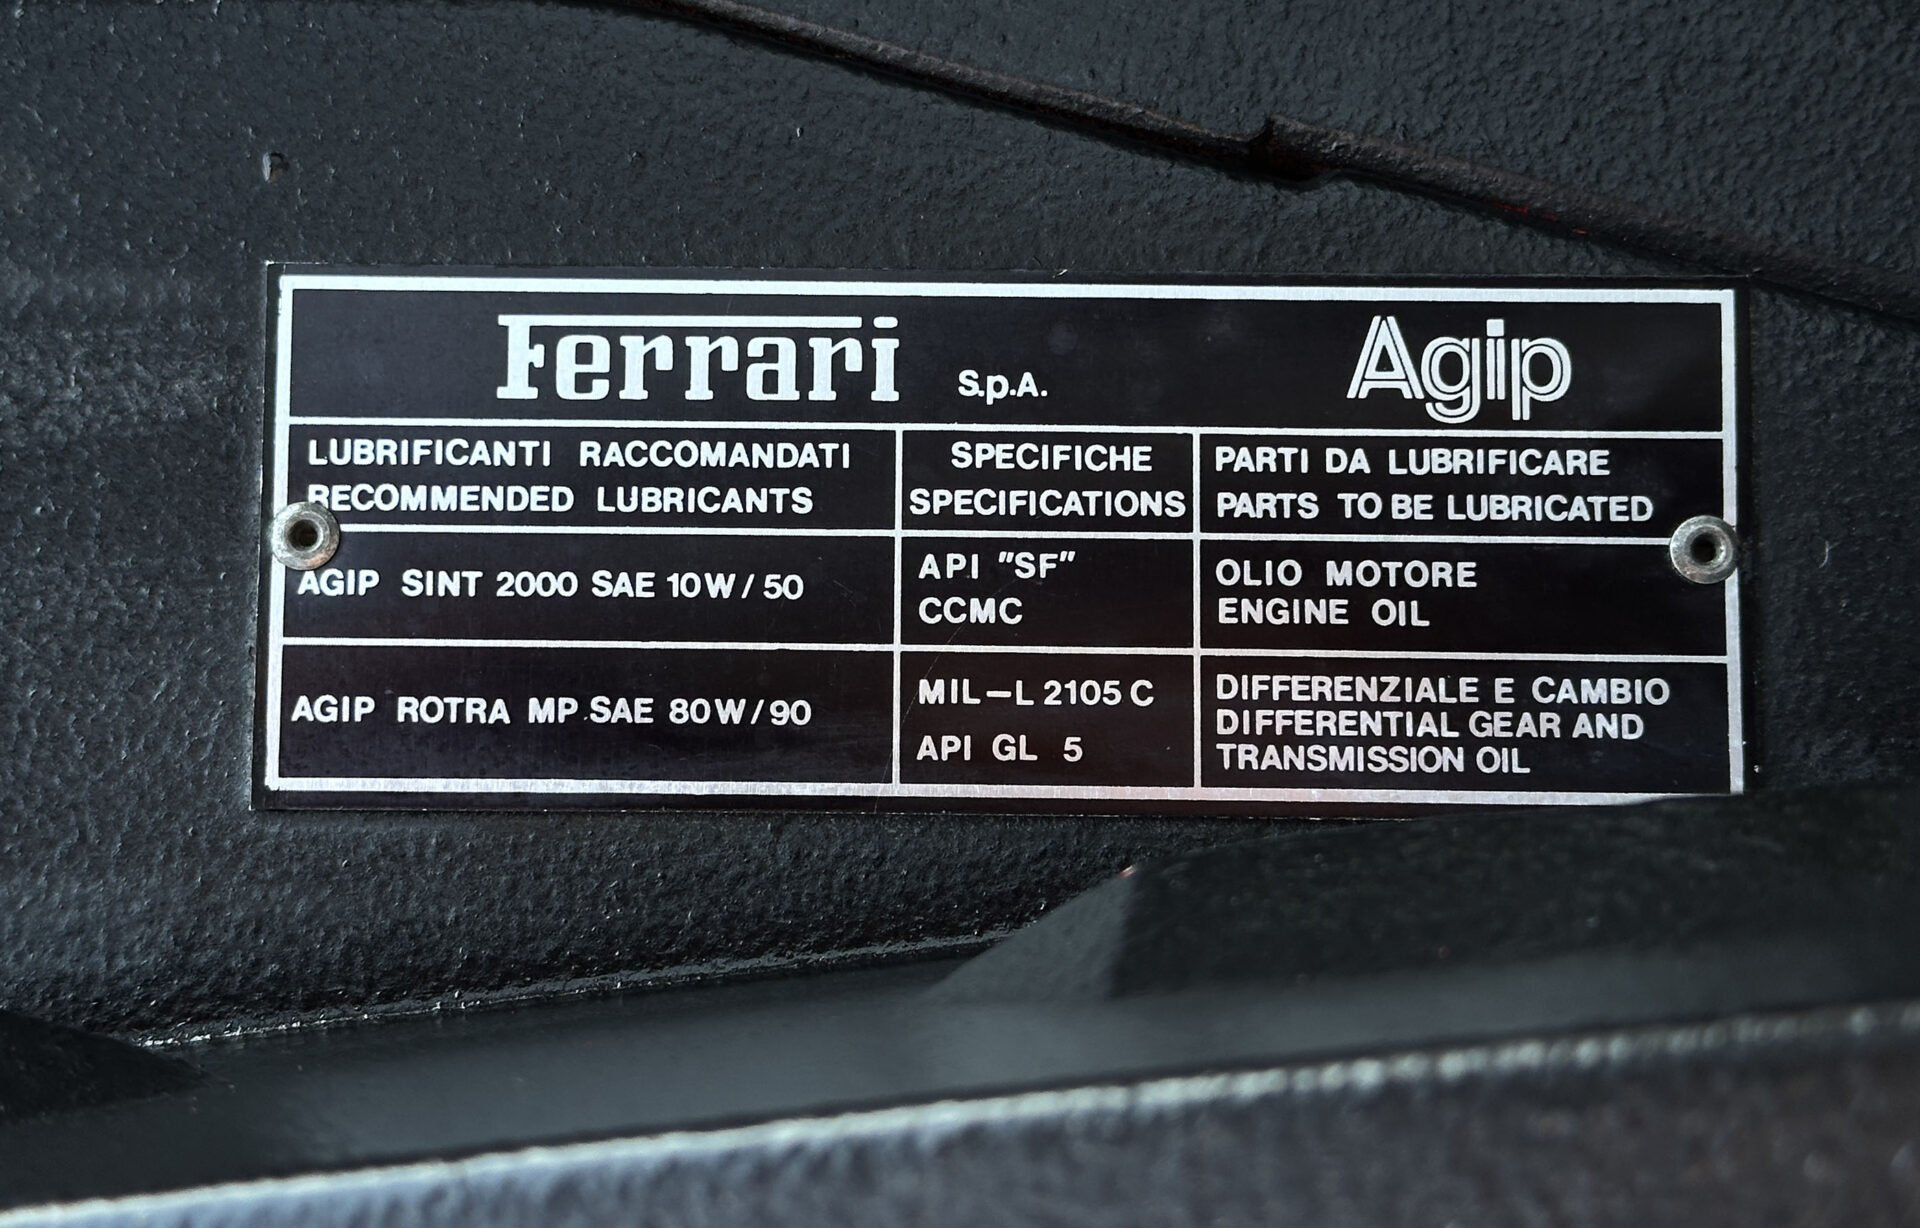 Ferrari S.p.A. Agip
LUBRIFICANTI RACCOMANDATI
RECOMMENDED LUBRICANTS
SPECIFICHE
SPECIFICATIONS
PARTI DA LUBRIFICARE
PARTS TO BE LUBRICATED
AGIP SINT 2000 SAE 10W/50
API "SF"
CCMC
OLIO MOTORE
ENGINE OIL
AGIP ROTRA MP SAE 80W/90
MIL-L 2105 C
API GL 5
DIFFERENZIALE E CAMBIO
DIFFERENTIAL GEAR AND
TRANSMISSION OIL